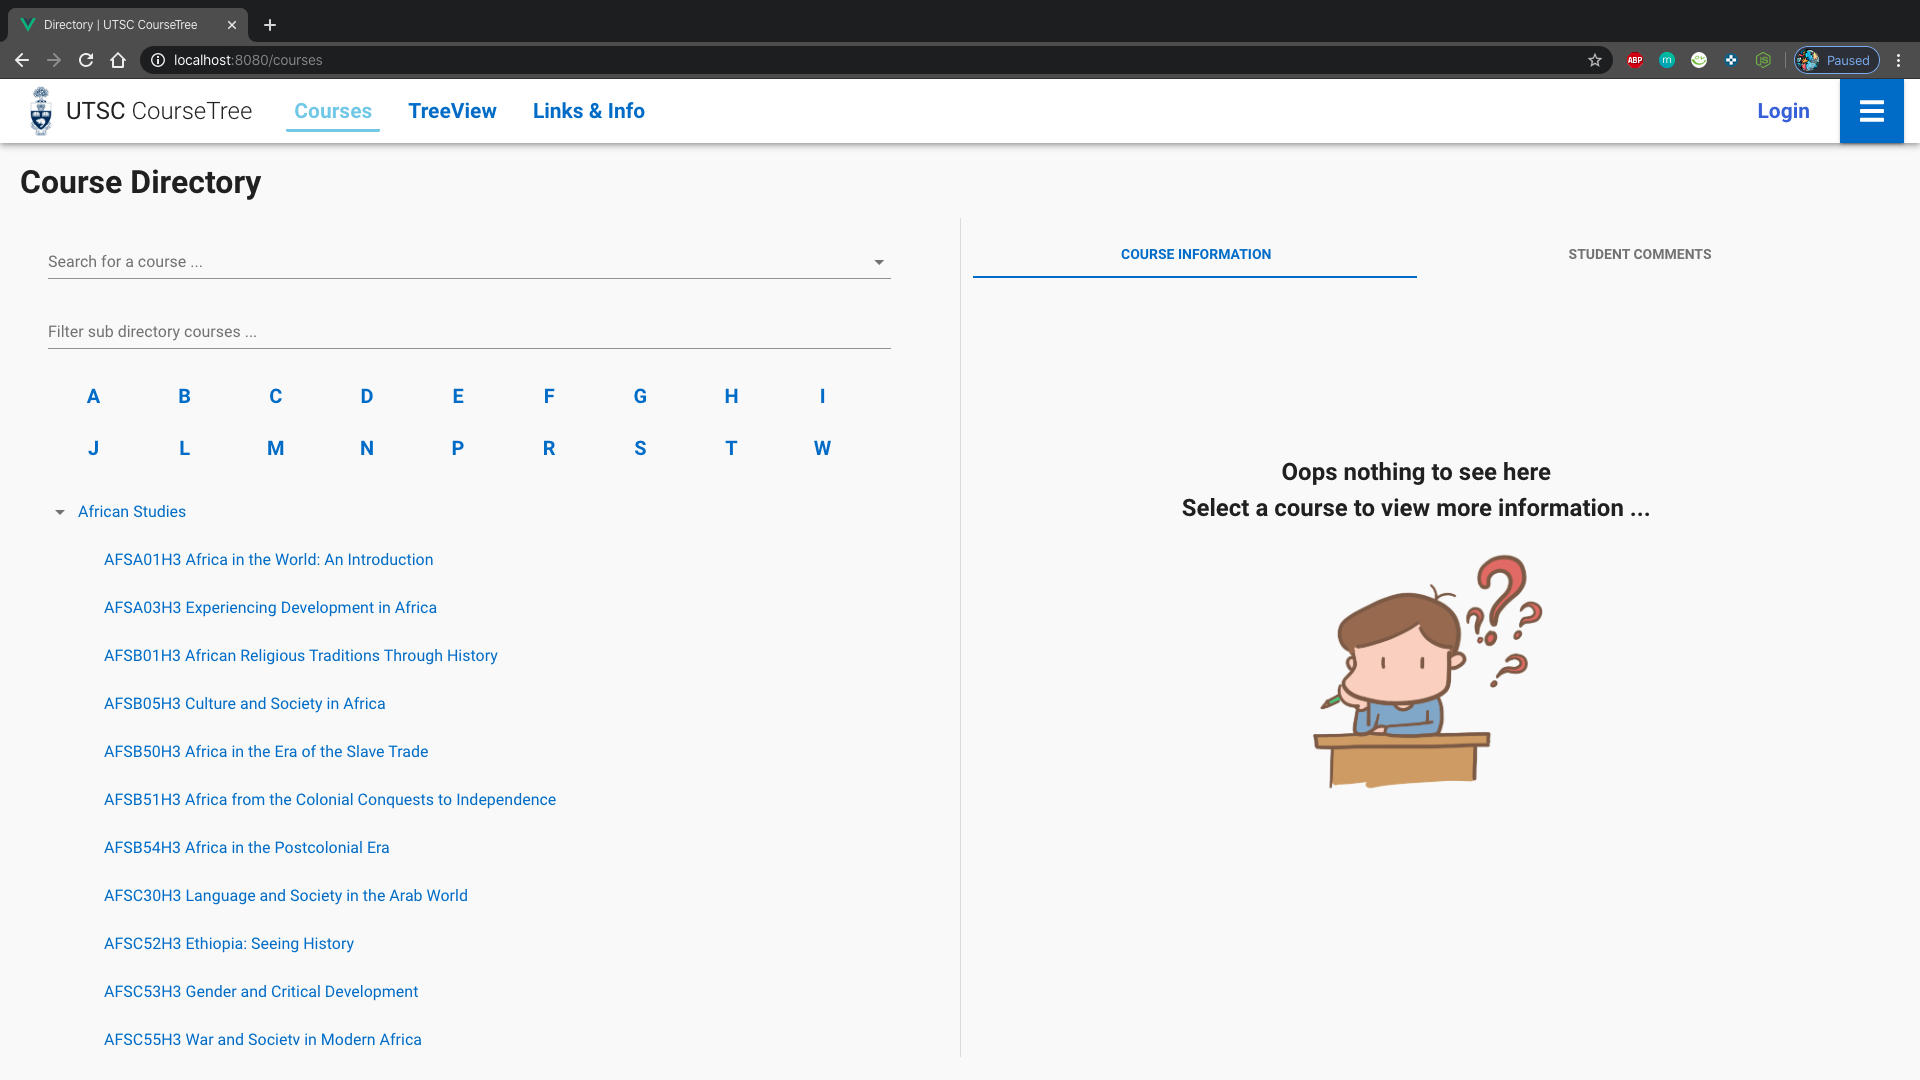 Directory | UTSC CourseTree
localhost:8080/courses
ABP
m
JS
Paused
UTSC CourseTree
Courses
TreeView
Links & Info
Login
Course Directory
Search for a course ...
Filter sub directory courses ...
A B C D E F G H I
J L M N P R S T W
African Studies
AFSA01H3 Africa in the World: An Introduction
AFSA03H3 Experiencing Development in Africa
AFSB01H3 African Religious Traditions Through History
AFSB05H3 Culture and Society in Africa
AFSB50H3 Africa in the Era of the Slave Trade
AFSB51H3 Africa from the Colonial Conquests to Independence
AFSB54H3 Africa in the Postcolonial Era
AFSC30H3 Language and Society in the Arab World
AFSC52H3 Ethiopia: Seeing History
AFSC53H3 Gender and Critical Development
AFSC55H3 War and Society in Modern Africa
COURSE INFORMATION
STUDENT COMMENTS
Oops nothing to see here
Select a course to view more information ...
? ? ? ? ?